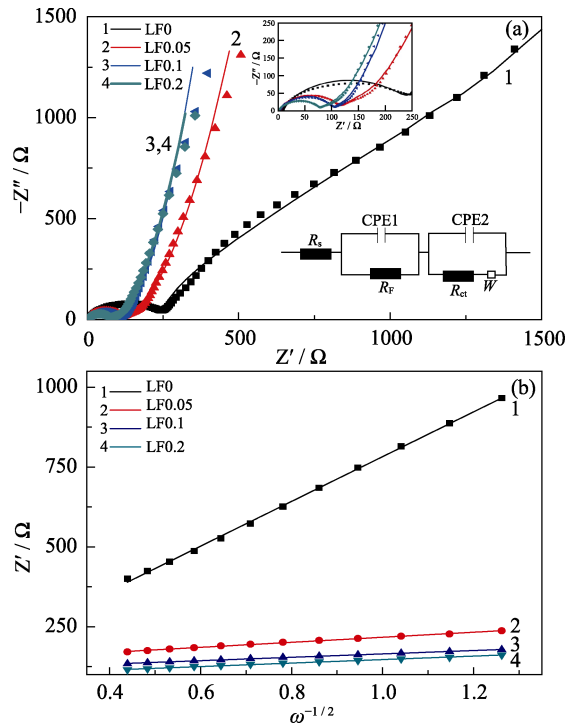 (a)
1 LF0
2 LF0.05
3 LF0.1
4 LF0.2
1500
1000
500
0
−Z″ / Ω
0
500
750
1000
1500
Z′ / Ω
3,4
2
1
250
200
150
100
50
0
−Z″ / Ω
0
50
100
150
200
250
Z′ / Ω
Rs
CPE1
RF
CPE2
Rct
W
(b)
1 LF0
2 LF0.05
3 LF0.1
4 LF0.2
1000
750
500
250
Z′ / Ω
1
2
3
4
0.4
0.6
0.8
1.0
1.2
ω−1/2